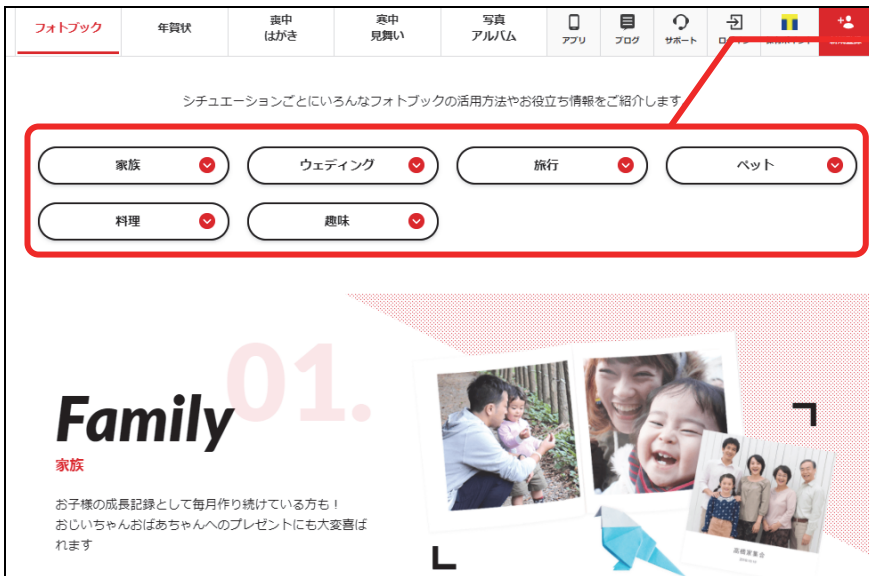 フォトブック
年賀状
喪中
はがき
寒中
見舞い
写真
アルバム
アプリ
ブログ
サポート
シチュエーションごとにいろんなフォトブックの活用方法やお役立ち情報をご紹介します
家族
ウェディング
旅行
ペット
料理
趣味
01.
Family
家族
お子様の成長記録として毎月作り続けている方も！
おじいちゃんおばあちゃんへのプレゼントにも大変喜ば
れます